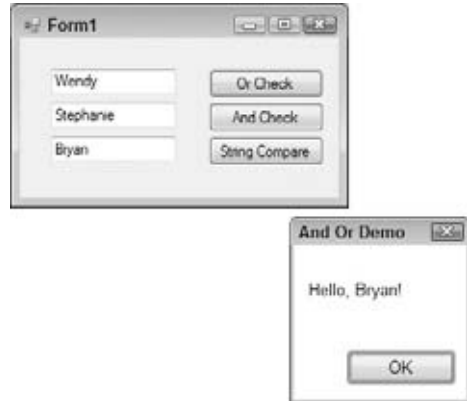 Form1
Wendy
Or Check
Stephanie
And Check
Bryan
String Compare
And Or Demo
Hello, Bryan!
OK